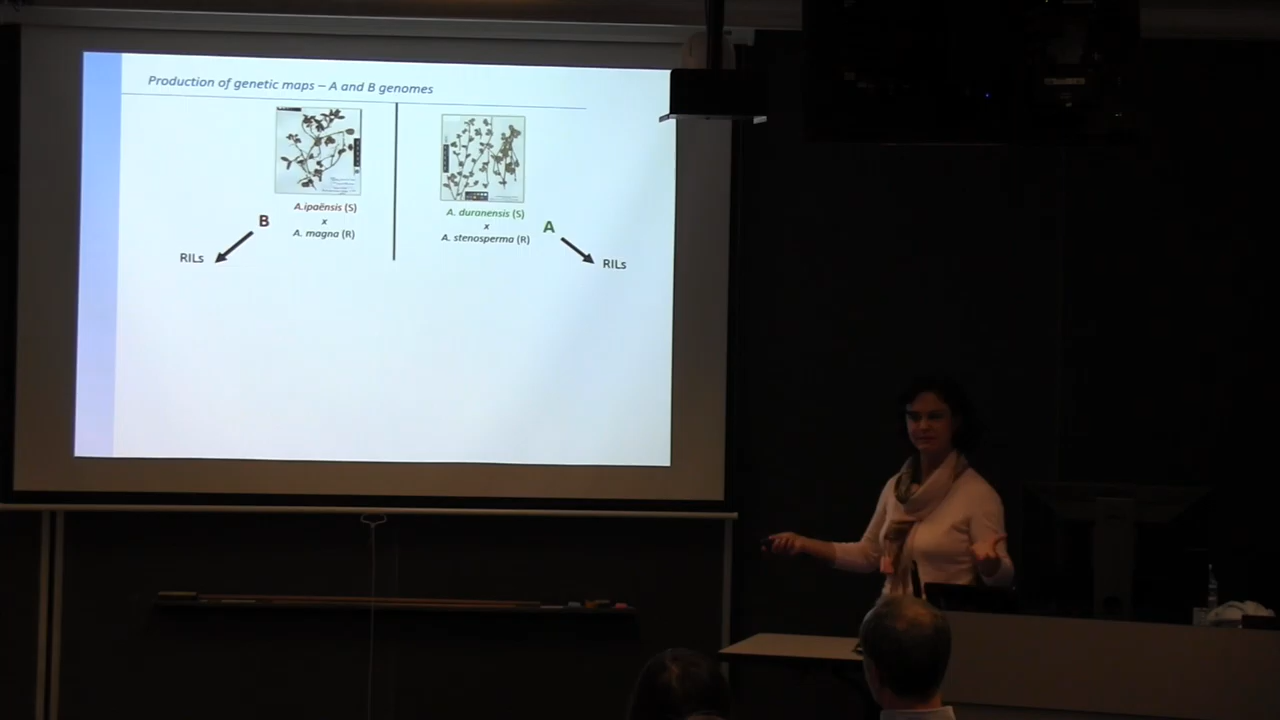 Production of genetic maps – A and B genomes
A.ipaënsis (S)
x
A. magna (R)
B
RILs
A. duranensis (S)
x
A. stenosperma (R)
A
RILs